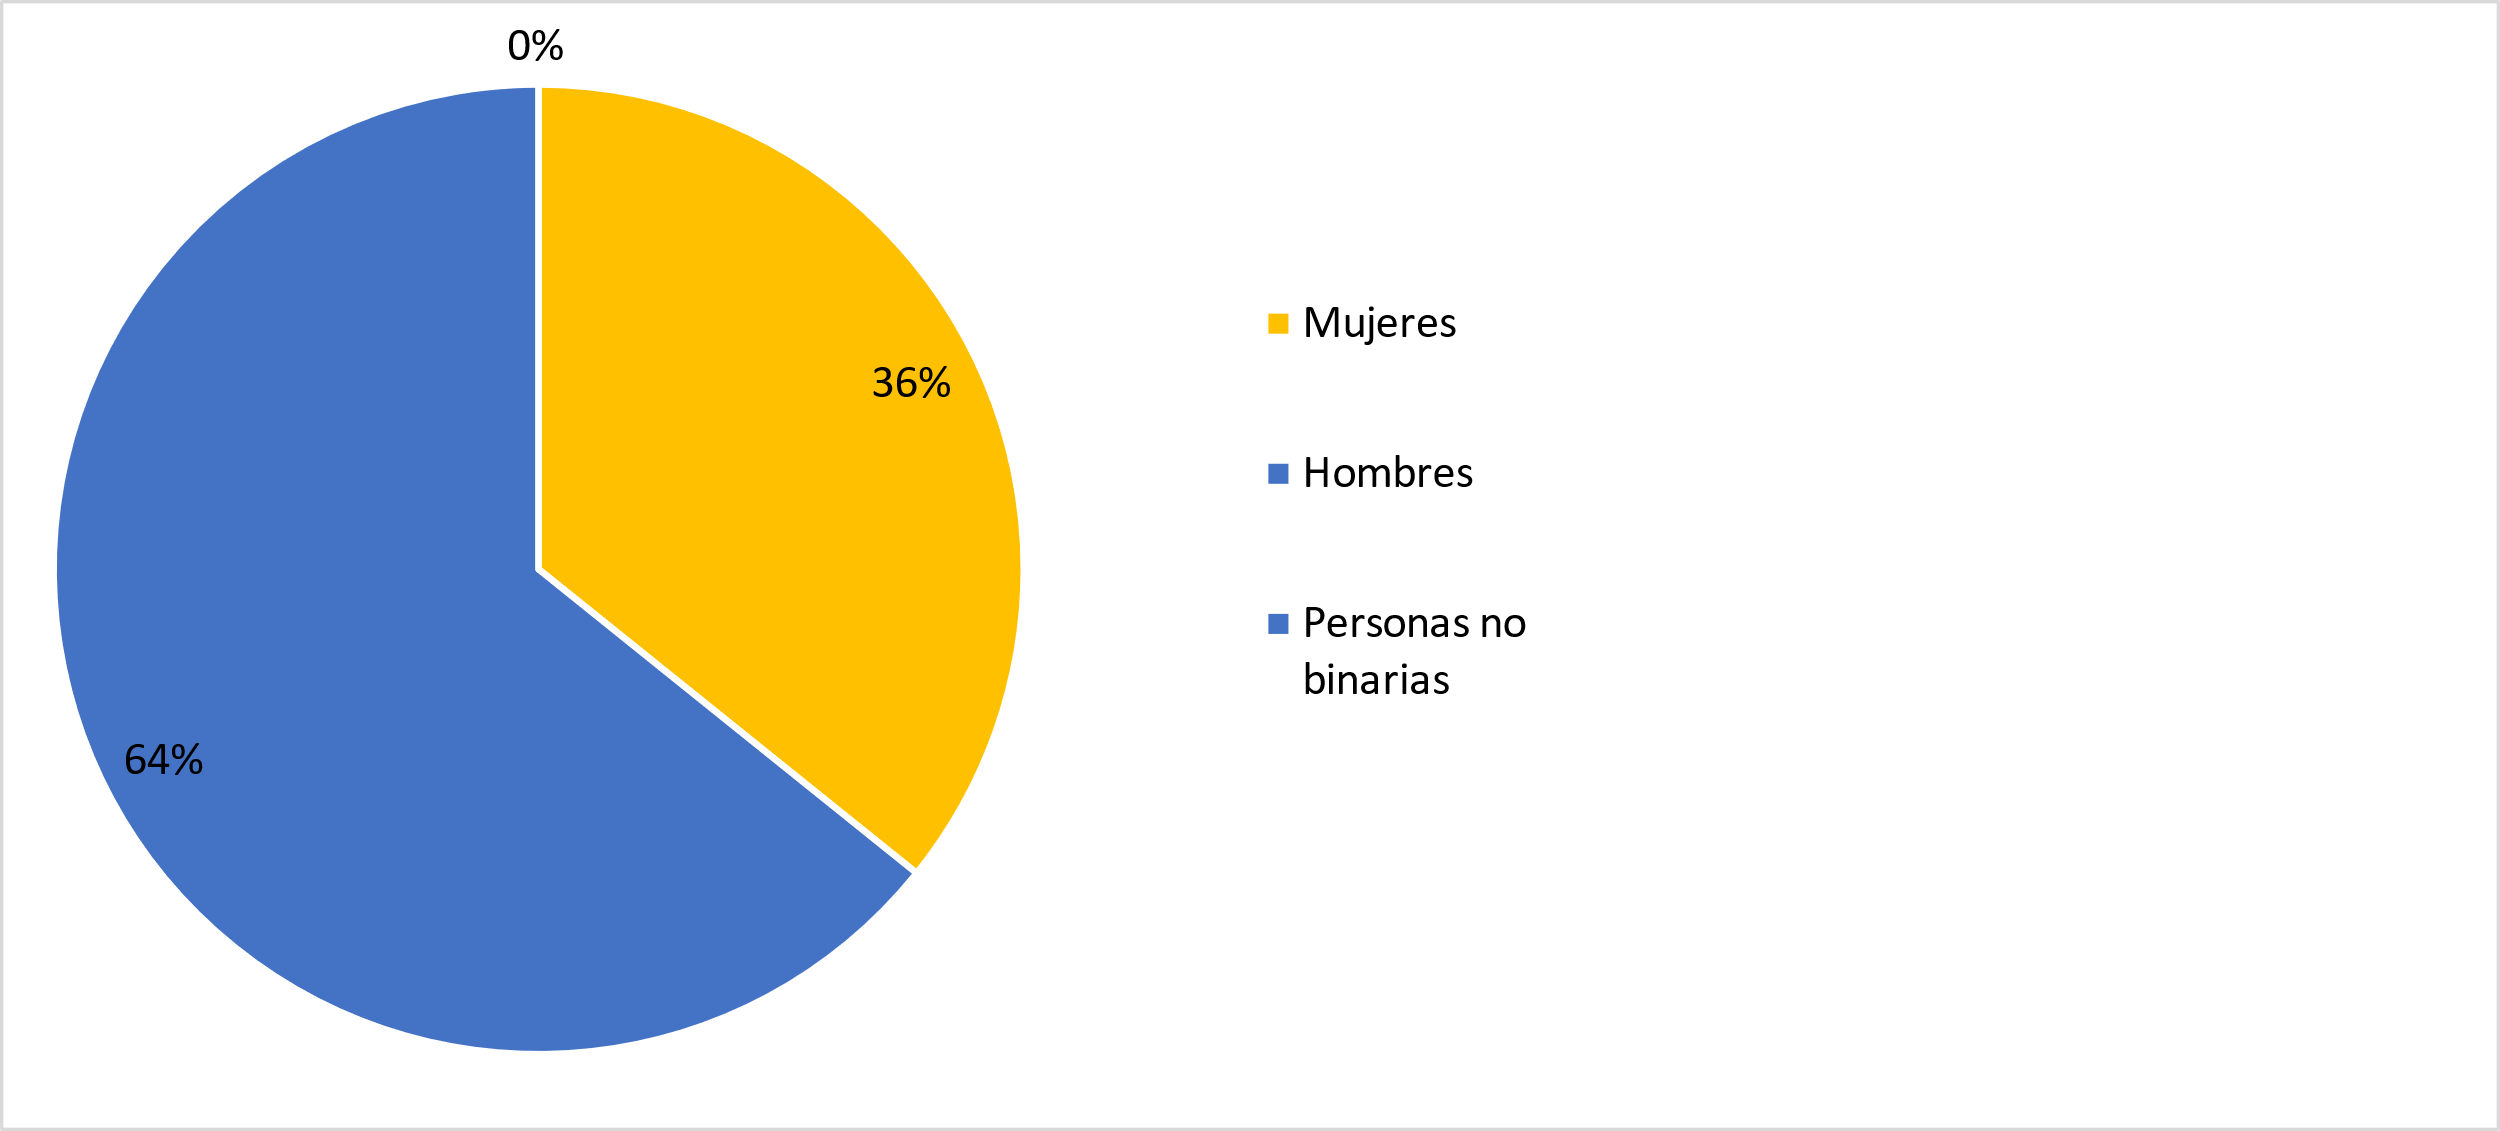 0%
36%
64%
Mujeres
Hombres
Personas no
binarias